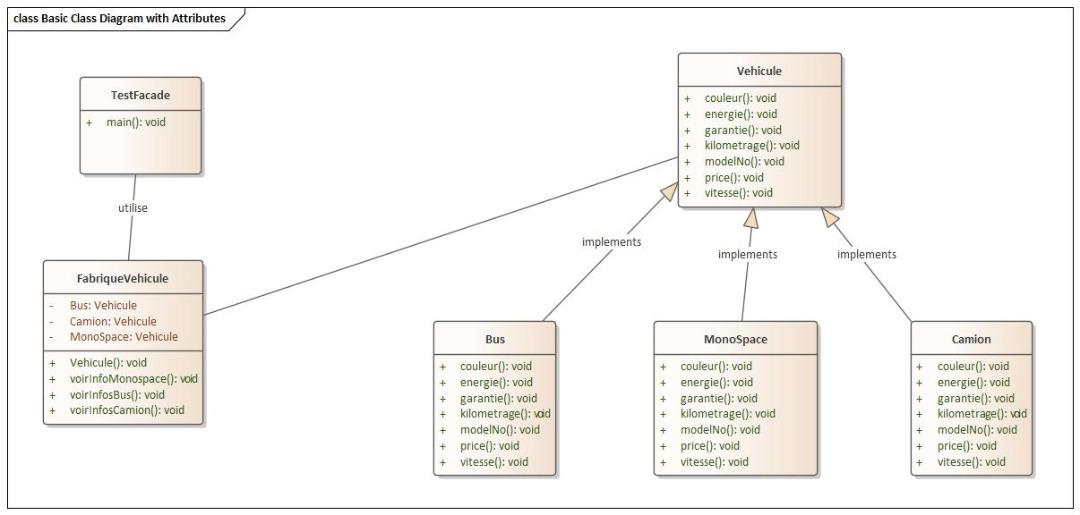 class Basic Class Diagram with Attributes
TestFacade
+ main(): void
utilise
FabriqueVehicule
- Bus: Vehicule
- Camion: Vehicule
- MonoSpace: Vehicule
+ Vehicule(): void
+ voirInfoMonospace(): void
+ voirInfosBus(): void
+ voirInfosCamion(): void
Vehicule
+ couleur(): void
+ energie(): void
+ garantie(): void
+ kilometrage(): void
+ modelNo(): void
+ price(): void
+ vitesse(): void
implements
implements
implements
Bus
+ couleur(): void
+ energie(): void
+ garantie(): void
+ kilometrage(): void
+ modelNo(): void
+ price(): void
+ vitesse(): void
MonoSpace
+ couleur(): void
+ energie(): void
+ garantie(): void
+ kilometrage(): void
+ modelNo(): void
+ price(): void
+ vitesse(): void
Camion
+ couleur(): void
+ energie(): void
+ garantie(): void
+ kilometrage(): void
+ modelNo(): void
+ price(): void
+ vitesse(): void